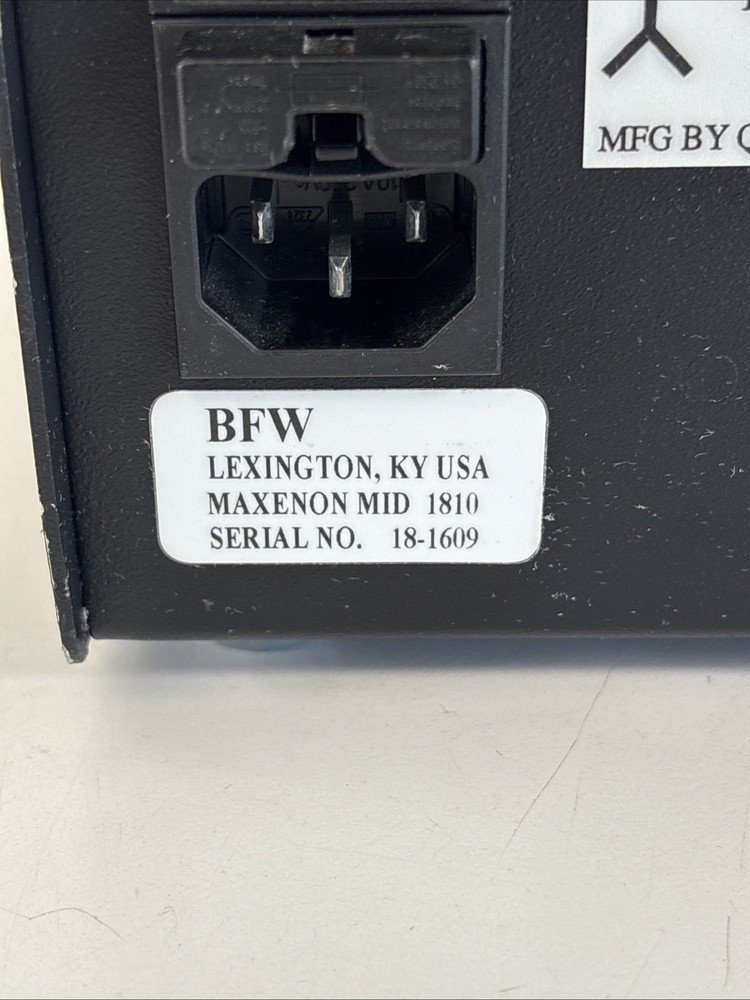 MFG BY
BFW
LEXINGTON, KY USA
MAXENON MID 1810
SERIAL NO. 18-1609